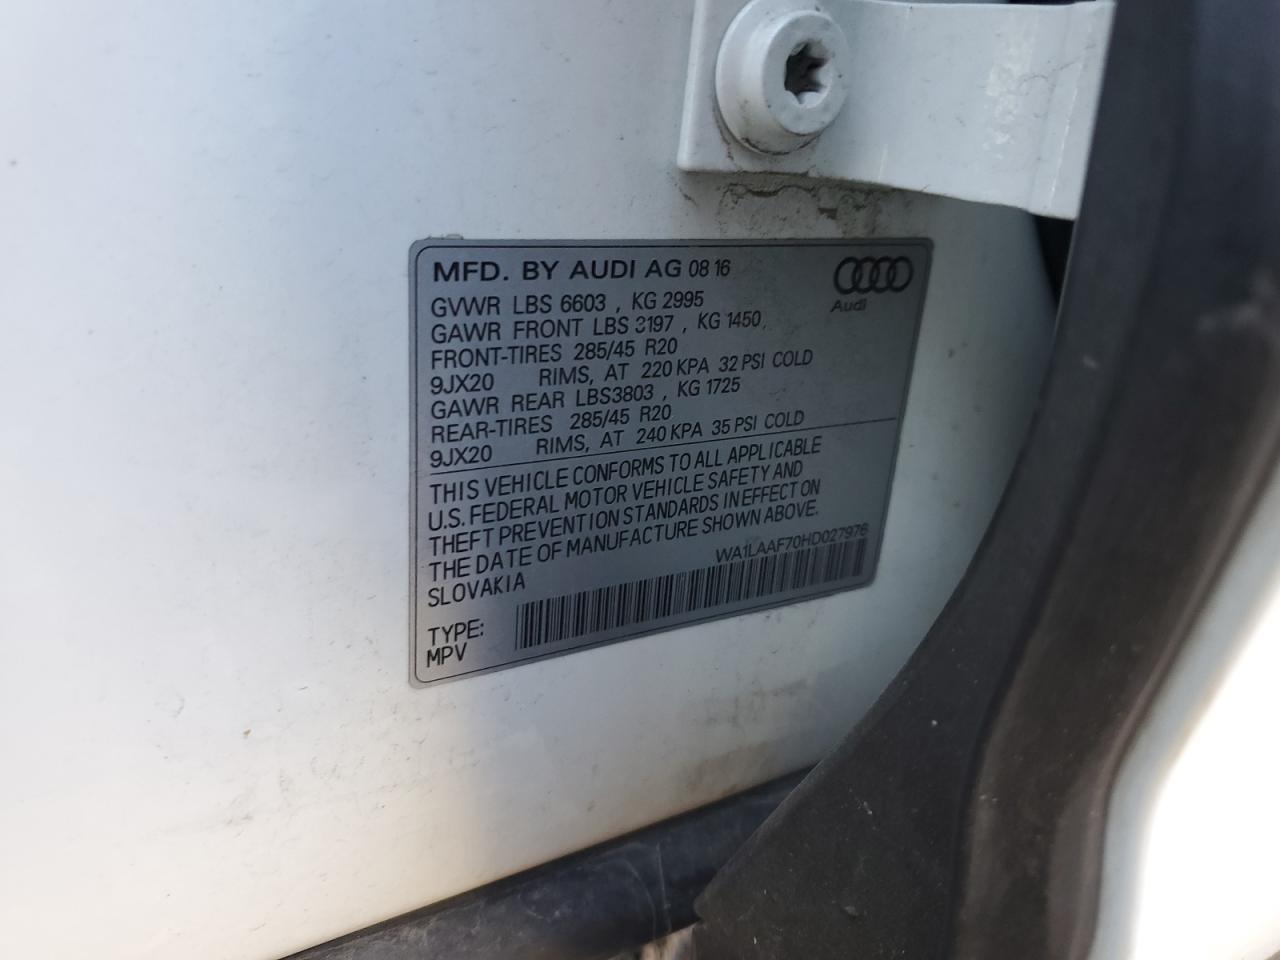 MFD. BY AUDI AG 08 16
Audi
GVWR LBS 6603 , KG 2995
GAWR FRONT LBS 3197 , KG 1450,
FRONT-TIRES 285/45 R20
9JX20 RIMS, AT 220 KPA 32 PSI COLD
GAWR REAR LBS3803 , KG 1725
REAR-TIRES 285/45 R20
9JX20 RIMS, AT 240 KPA 35 PSI COLD
THIS VEHICLE CONFORMS TO ALL APPLICABLE
U.S. FEDERAL MOTOR VEHICLE SAFETY AND
THEFT PREVENTION STANDARDS IN EFFECT ON
THE DATE OF MANUFACTURE SHOWN ABOVE.
SLOVAKIA
WA1LAAF70HD027976
TYPE:
MPV